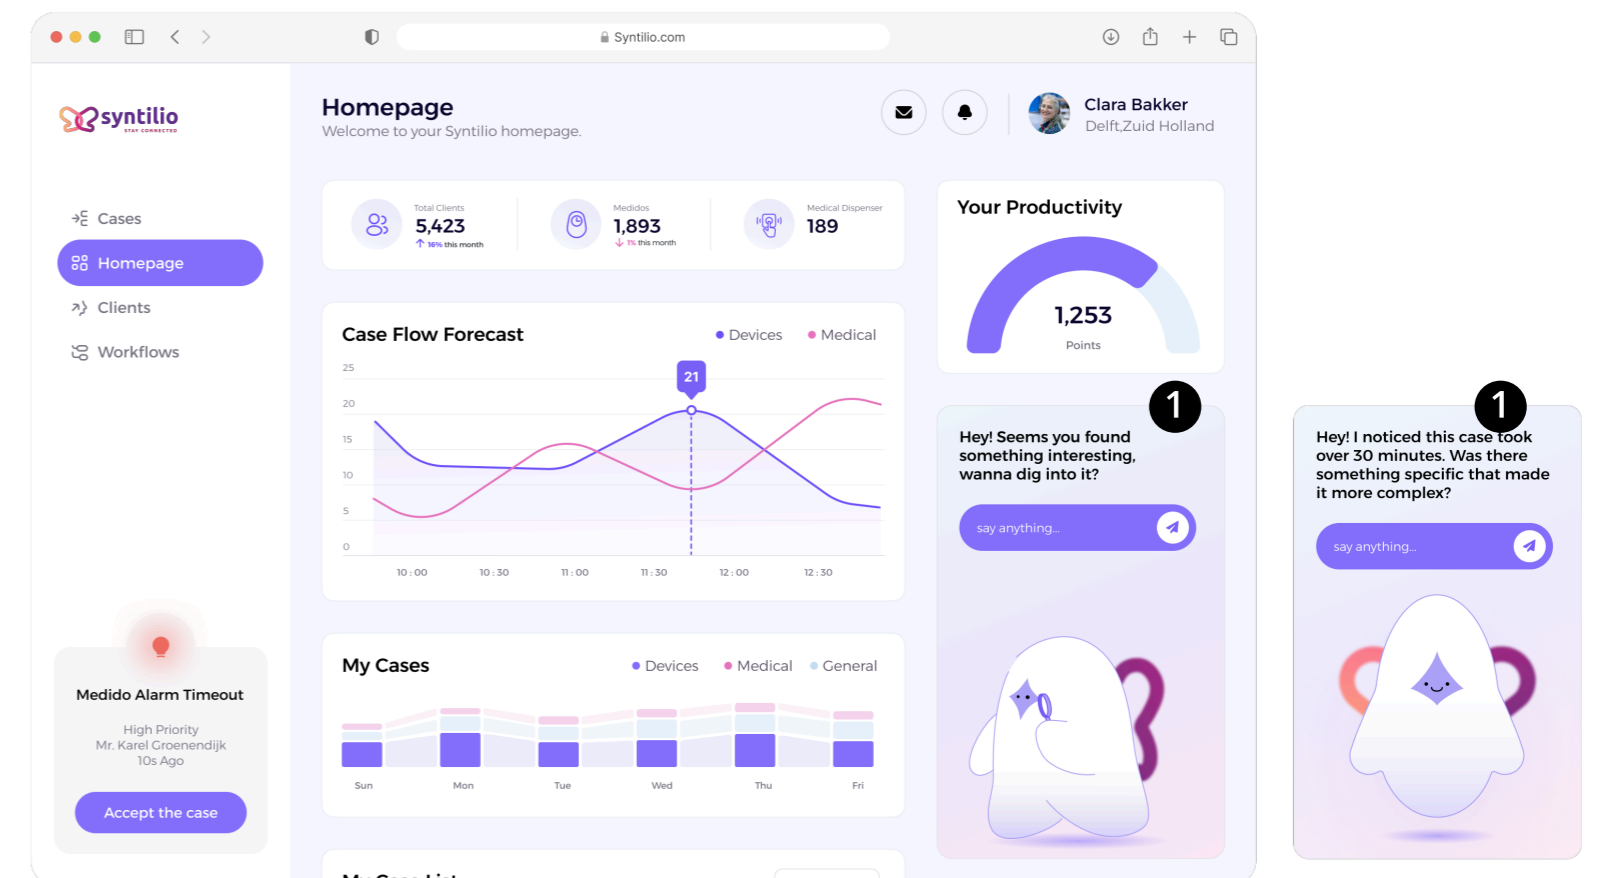 Syntilio.com
syntilio
STAY CONNECTED
Cases
Homepage
Clients
Workflows
Medido Alarm Timeout
High Priority
Mr. Karel Groenendijk
10s Ago
Accept the case
Homepage
Welcome to your Syntilio homepage.
Clara Bakker
Delft,Zuid Holland
Total Clients
5,423
16% this month
Medidos
1,893
1% this month
Medical Dispenser
189
Case Flow Forecast
Devices
Medical
25
20
15
10
5
0
21
10 : 00
10 : 30
11 : 00
11 : 30
12 : 00
12 : 30
My Cases
Devices
Medical
General
Sun
Mon
Tue
Wed
Thu
Fri
My Case List
Your Productivity
1,253
Points
1
Hey! Seems you found
something interesting,
wanna dig into it?
say anything...
1
Hey! I noticed this case took
over 30 minutes. Was there
something specific that made
it more complex?
say anything...